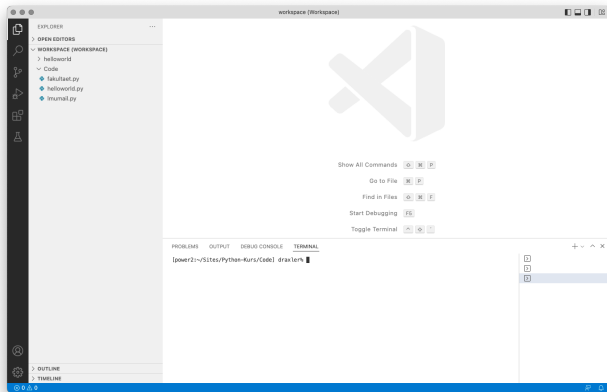 workspace (Workspace)
EXPLORER
OPEN EDITORS
WORKSPACE (WORKSPACE)
helloworld
Code
fakultaet.py
helloworld.py
lmumail.py
Show All Commands ⇧ ⌘ P
Go to File ⌘ P
Find in Files ⇧ ⌘ F
Start Debugging F5
Toggle Terminal ^ ⇧ `
PROBLEMS OUTPUT DEBUG CONSOLE TERMINAL
[power2:~/Sites/Python-Kurs/Code] draxler%
OUTLINE
TIMELINE
0 0